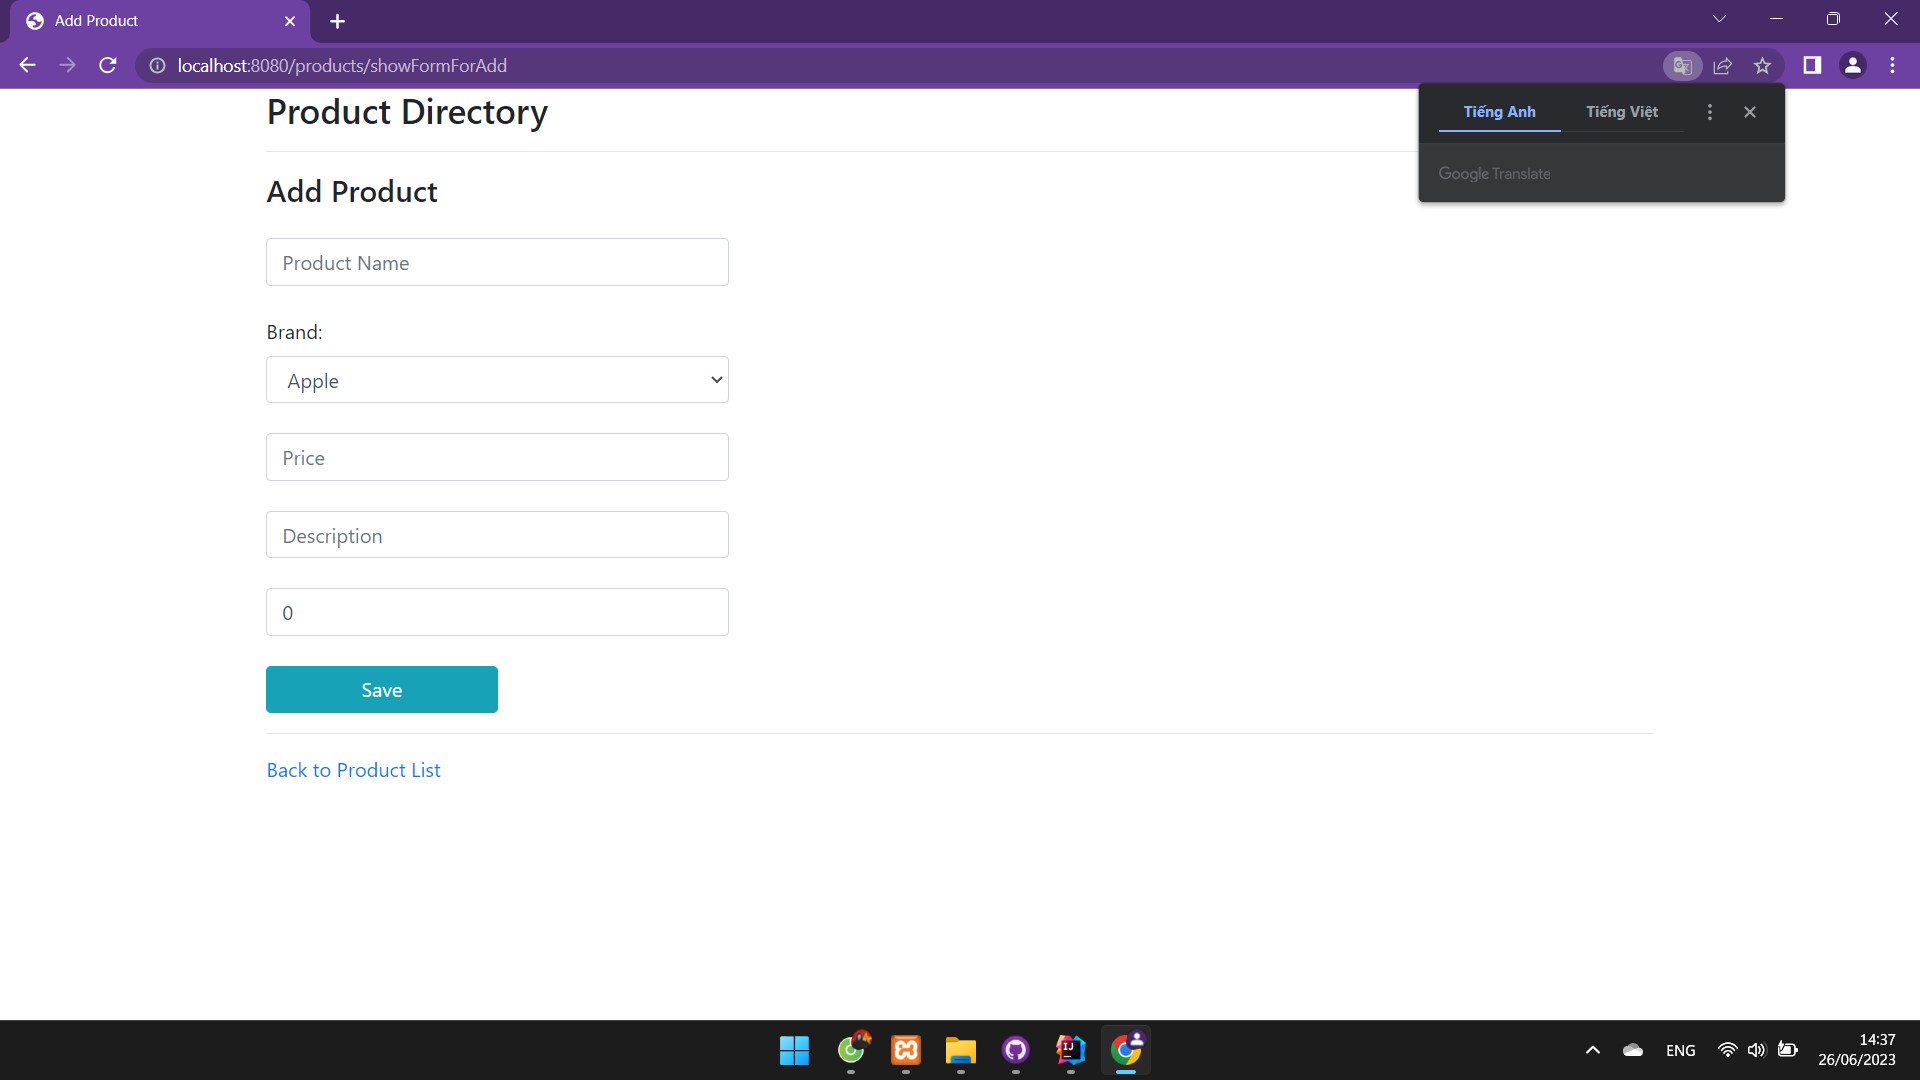 Add Product
localhost:8080/products/showFormForAdd
Product Directory
Tiếng Anh
Tiếng Việt
Google Translate
Add Product
Product Name
Brand:
Apple
Price
Description
0
Save
Back to Product List
ENG
14:37
26/06/2023